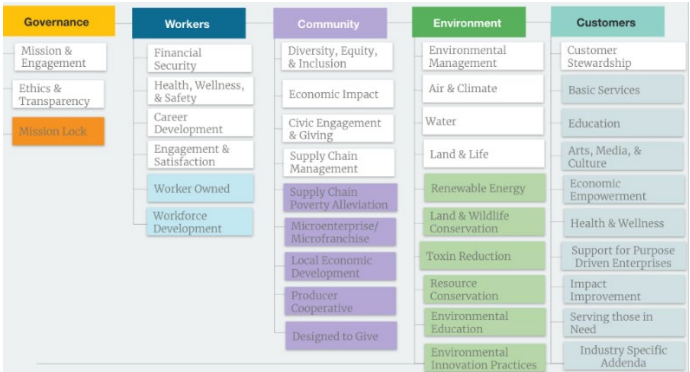 Governance
Mission &
Engagement
Ethics &
Transparency
Mission Lock
Workers
Financial
Security
Health, Wellness,
& Safety
Career
Development
Engagement &
Satisfaction
Worker Owned
Workforce
Development
Community
Diversity, Equity,
& Inclusion
Economic Impact
Civic Engagement
& Giving
Supply Chain
Management
Supply Chain
Poverty Alleviation
Microenterprise/
Microfranchise
Local Economic
Development
Producer
Cooperative
Designed to Give
Environment
Environmental
Management
Air & Climate
Water
Land & Life
Renewable Energy
Land & Wildlife
Conservation
Toxin Reduction
Resource
Conservation
Environmental
Education
Environmental
Innovation Practices
Customers
Customer
Stewardship
Basic Services
Education
Arts, Media, &
Culture
Economic
Empowerment
Health & Wellness
Support for Purpose
Driven Enterprises
Impact
Improvement
Serving those in
Need
Industry Specific
Addenda